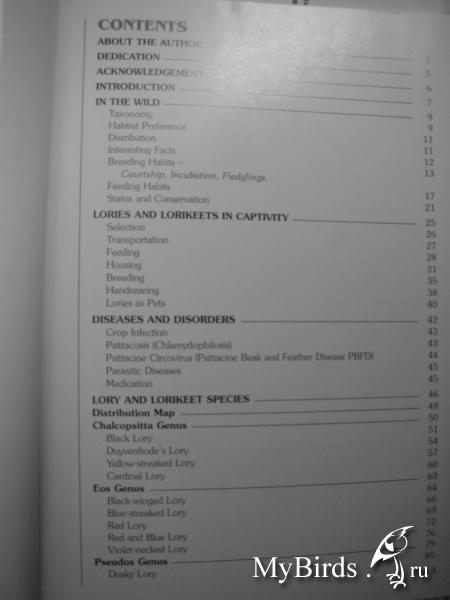 CONTENTS
ABOUT THE AUTHOR 5
DEDICATION 5
ACKNOWLEDGEMENT 6
INTRODUCTION 7
IN THE WILD 9
Taxonomy 9
Habitat Preference 11
Distribution 11
Interesting Facts 12
Breeding Habits – 13
Courtship, Incubation, Fledglings.
Feeding Habits 17
Status and Conservation 21
LORIES AND LORIKEETS IN CAPTIVITY 25
Selection 26
Transportation 27
Feeding 28
Housing 31
Breeding 35
Handrearing 38
Lories as Pets 40
DISEASES AND DISORDERS 42
Crop Infection 43
Psittacosis (Chlamydophilosis) 43
Psittacine Circovirus (Psittacine Beak and Feather Disease PBFD) 44
Parasitic Diseases 45
Medication 45
LORY AND LORIKEET SPECIES 46
Distribution Map 48
Chalcopsitta Genus 50
Black Lory 51
Duyvenbode's Lory 54
Yellow-streaked Lory 57
Cardinal Lory 60
Eos Genus 63
Black-winged Lory 64
Blue-streaked Lory 66
Red Lory 69
Red and Blue Lory 72
Violet-necked Lory 76
Pseudos Genus 79
Dusky Lory 80
MyBirds.ru